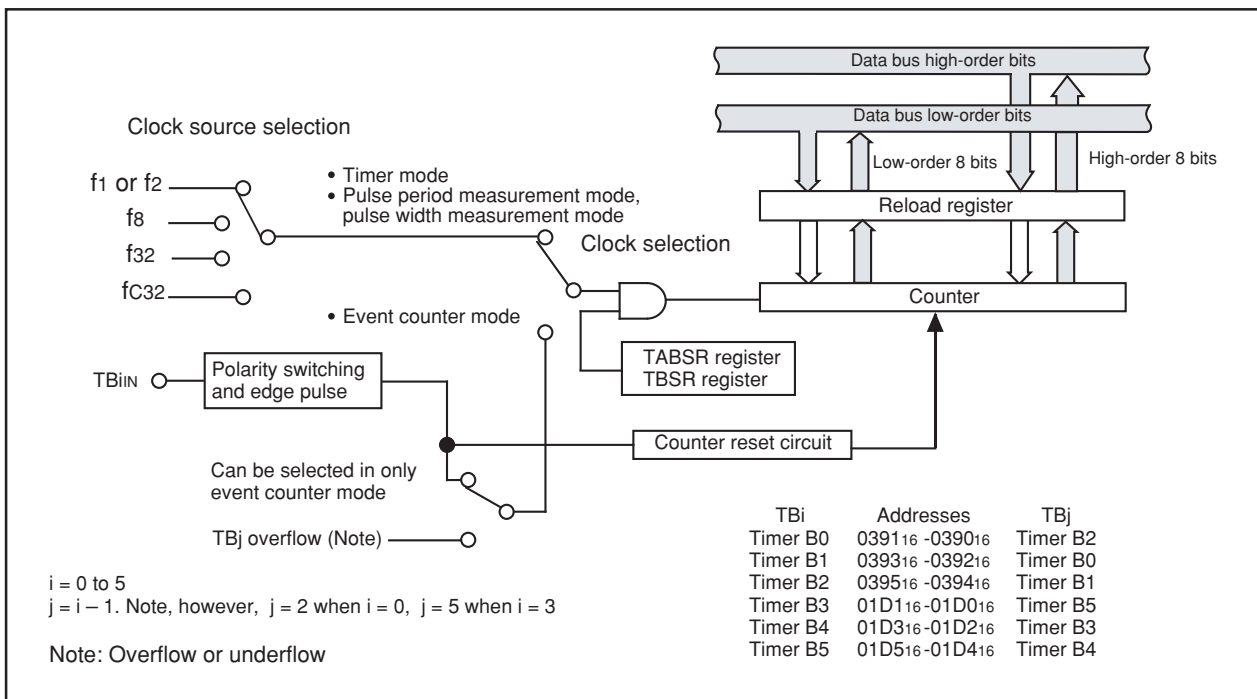 Data bus high-order bits
Data bus low-order bits
Clock source selection
Low-order 8 bits
High-order 8 bits
f1 or f2
• Timer mode
• Pulse period measurement mode,
pulse width measurement mode
f8
Reload register
Clock selection
f32
fC32
Counter
• Event counter mode
TABSR register
TBSR register
TBiIN
Polarity switching
and edge pulse
Counter reset circuit
Can be selected in only
event counter mode
TBj overflow (Note)
TBi Addresses TBj
Timer B0 039116 -039016 Timer B2
Timer B1 039316 -039216 Timer B0
Timer B2 039516 -039416 Timer B1
Timer B3 01D116 -01D016 Timer B5
Timer B4 01D316 -01D216 Timer B3
Timer B5 01D516 -01D416 Timer B4
i = 0 to 5
j = i – 1. Note, however, j = 2 when i = 0, j = 5 when i = 3
Note: Overflow or underflow